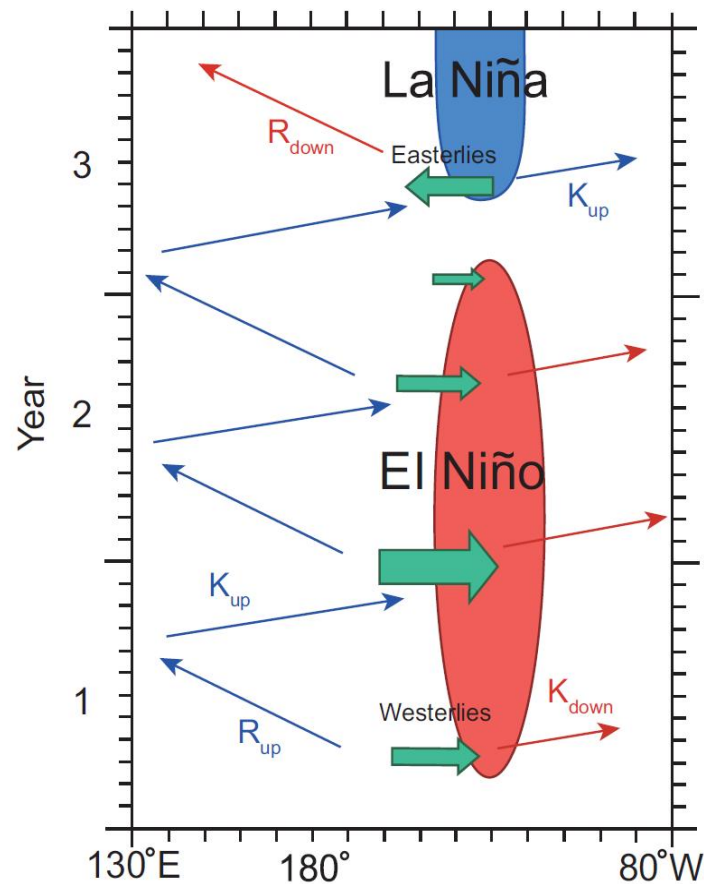 La Niña
R down
Easterlies
3
K up
Year
2
El Niño
K up
K down
1
Westerlies
R up
130°E
180°
80°W